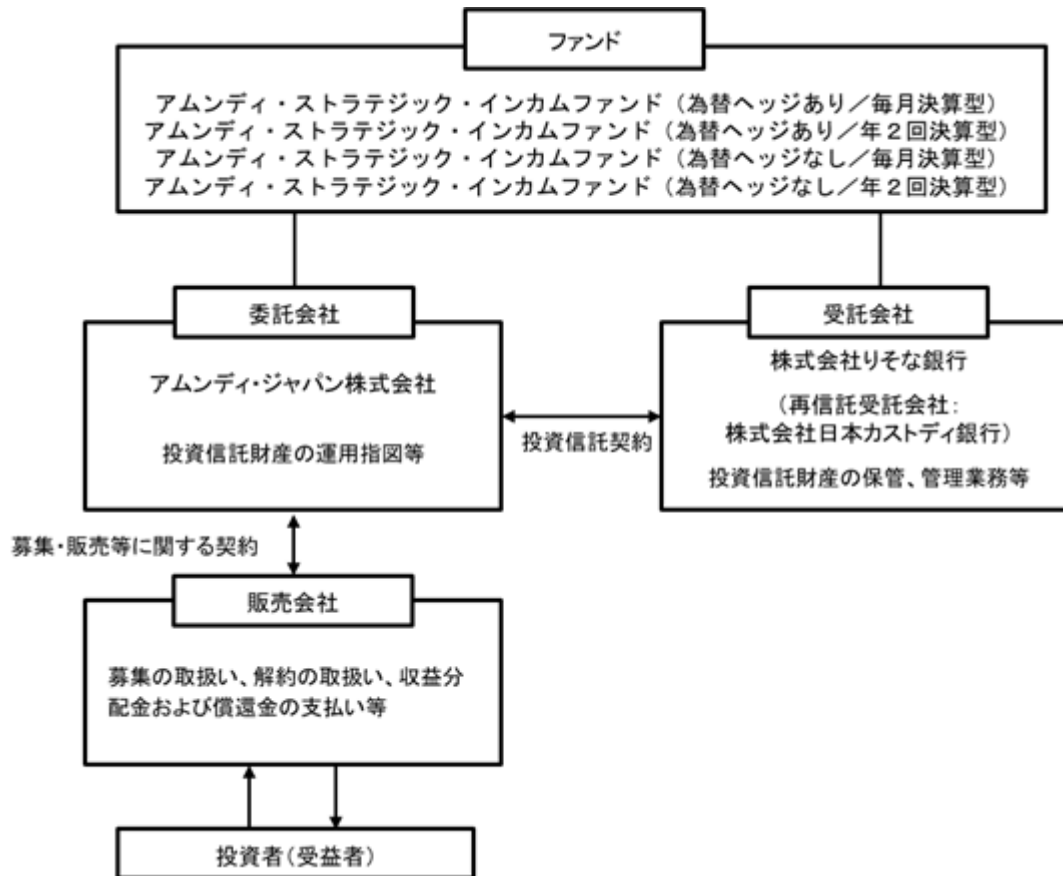 ファンド
アムンディ・ストラテジック・インカムファンド（為替ヘッジあり／毎月決算型）
アムンディ・ストラテジック・インカムファンド（為替ヘッジあり／年２回決算型）
アムンディ・ストラテジック・インカムファンド（為替ヘッジなし／毎月決算型）
アムンディ・ストラテジック・インカムファンド（為替ヘッジなし／年２回決算型）
委託会社
アムンディ・ジャパン株式会社
投資信託財産の運用指図等
投資信託契約
受託会社
株式会社りそな銀行
（再信託受託会社：
株式会社日本カストディ銀行）
投資信託財産の保管、管理業務等
募集・販売等に関する契約
販売会社
募集の取扱い、解約の取扱い、収益分
配金および償還金の支払い等
投資者（受益者）